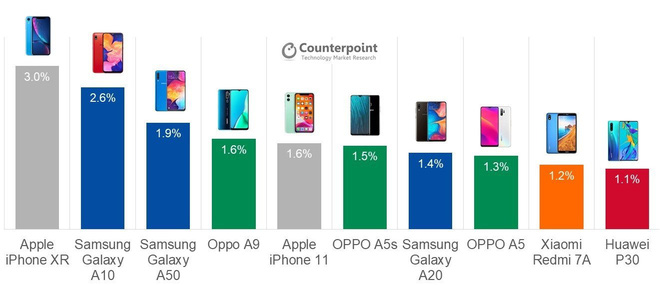 Counterpoint
Technology Market Research
3.0%
2.6%
1.9%
1.6%
1.6%
1.5%
1.4%
1.3%
1.2%
1.1%
Apple
iPhone XR
Samsung
Galaxy
A10
Samsung
Galaxy
A50
Oppo A9
Apple
iPhone 11
OPPO A5s
Samsung
Galaxy
A20
OPPO A5
Xiaomi
Redmi 7A
Huawei
P30